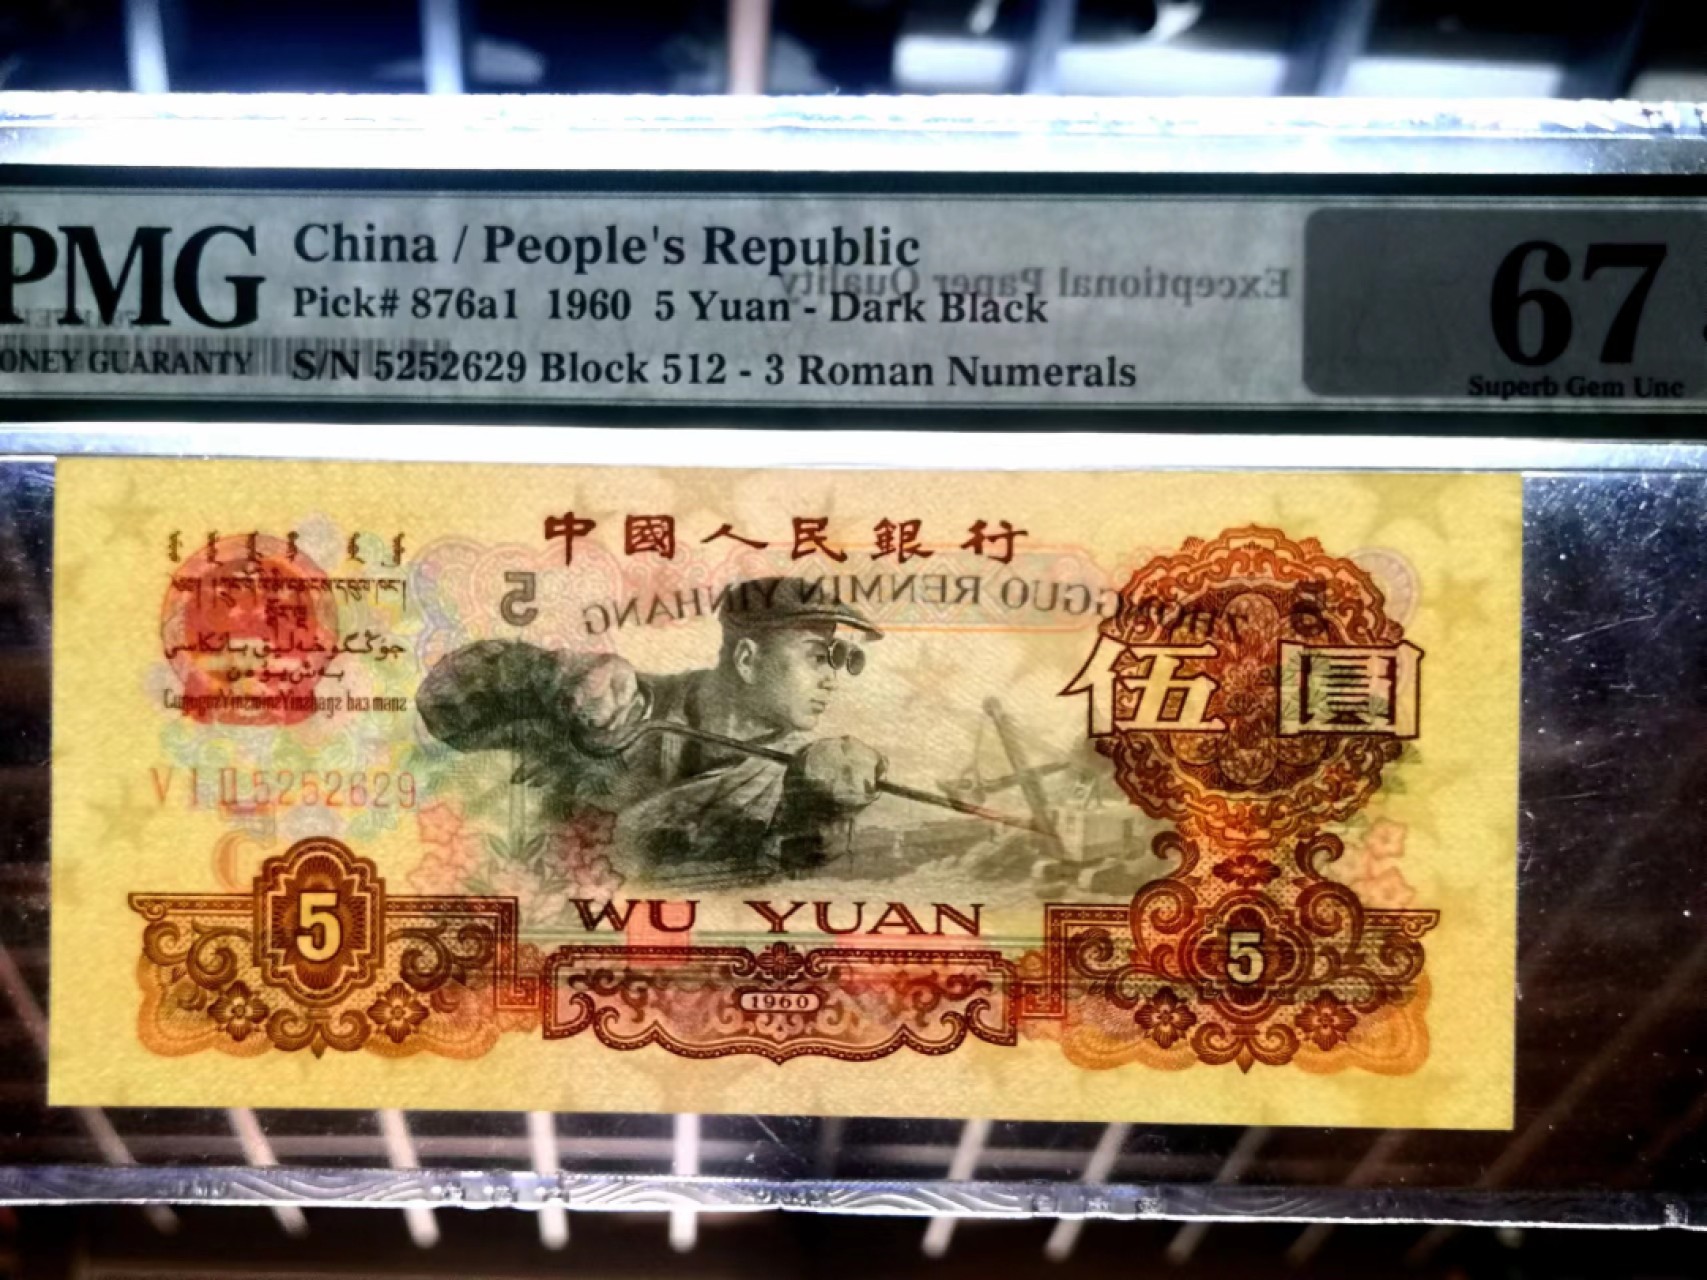 PMG
China / People's Republic
Exceptional Paper Quality
Pick# 876a1 1960 5 Yuan - Dark Black
ONEY GUARANTY
S/N 5252629 Block 512 - 3 Roman Numerals
67
Superb Gem Unc
中國人民銀行
5
ZHONGGUO RENMIN YINHANG
5
伍圓
VIII 5252629
5
WU YUAN
1960
5